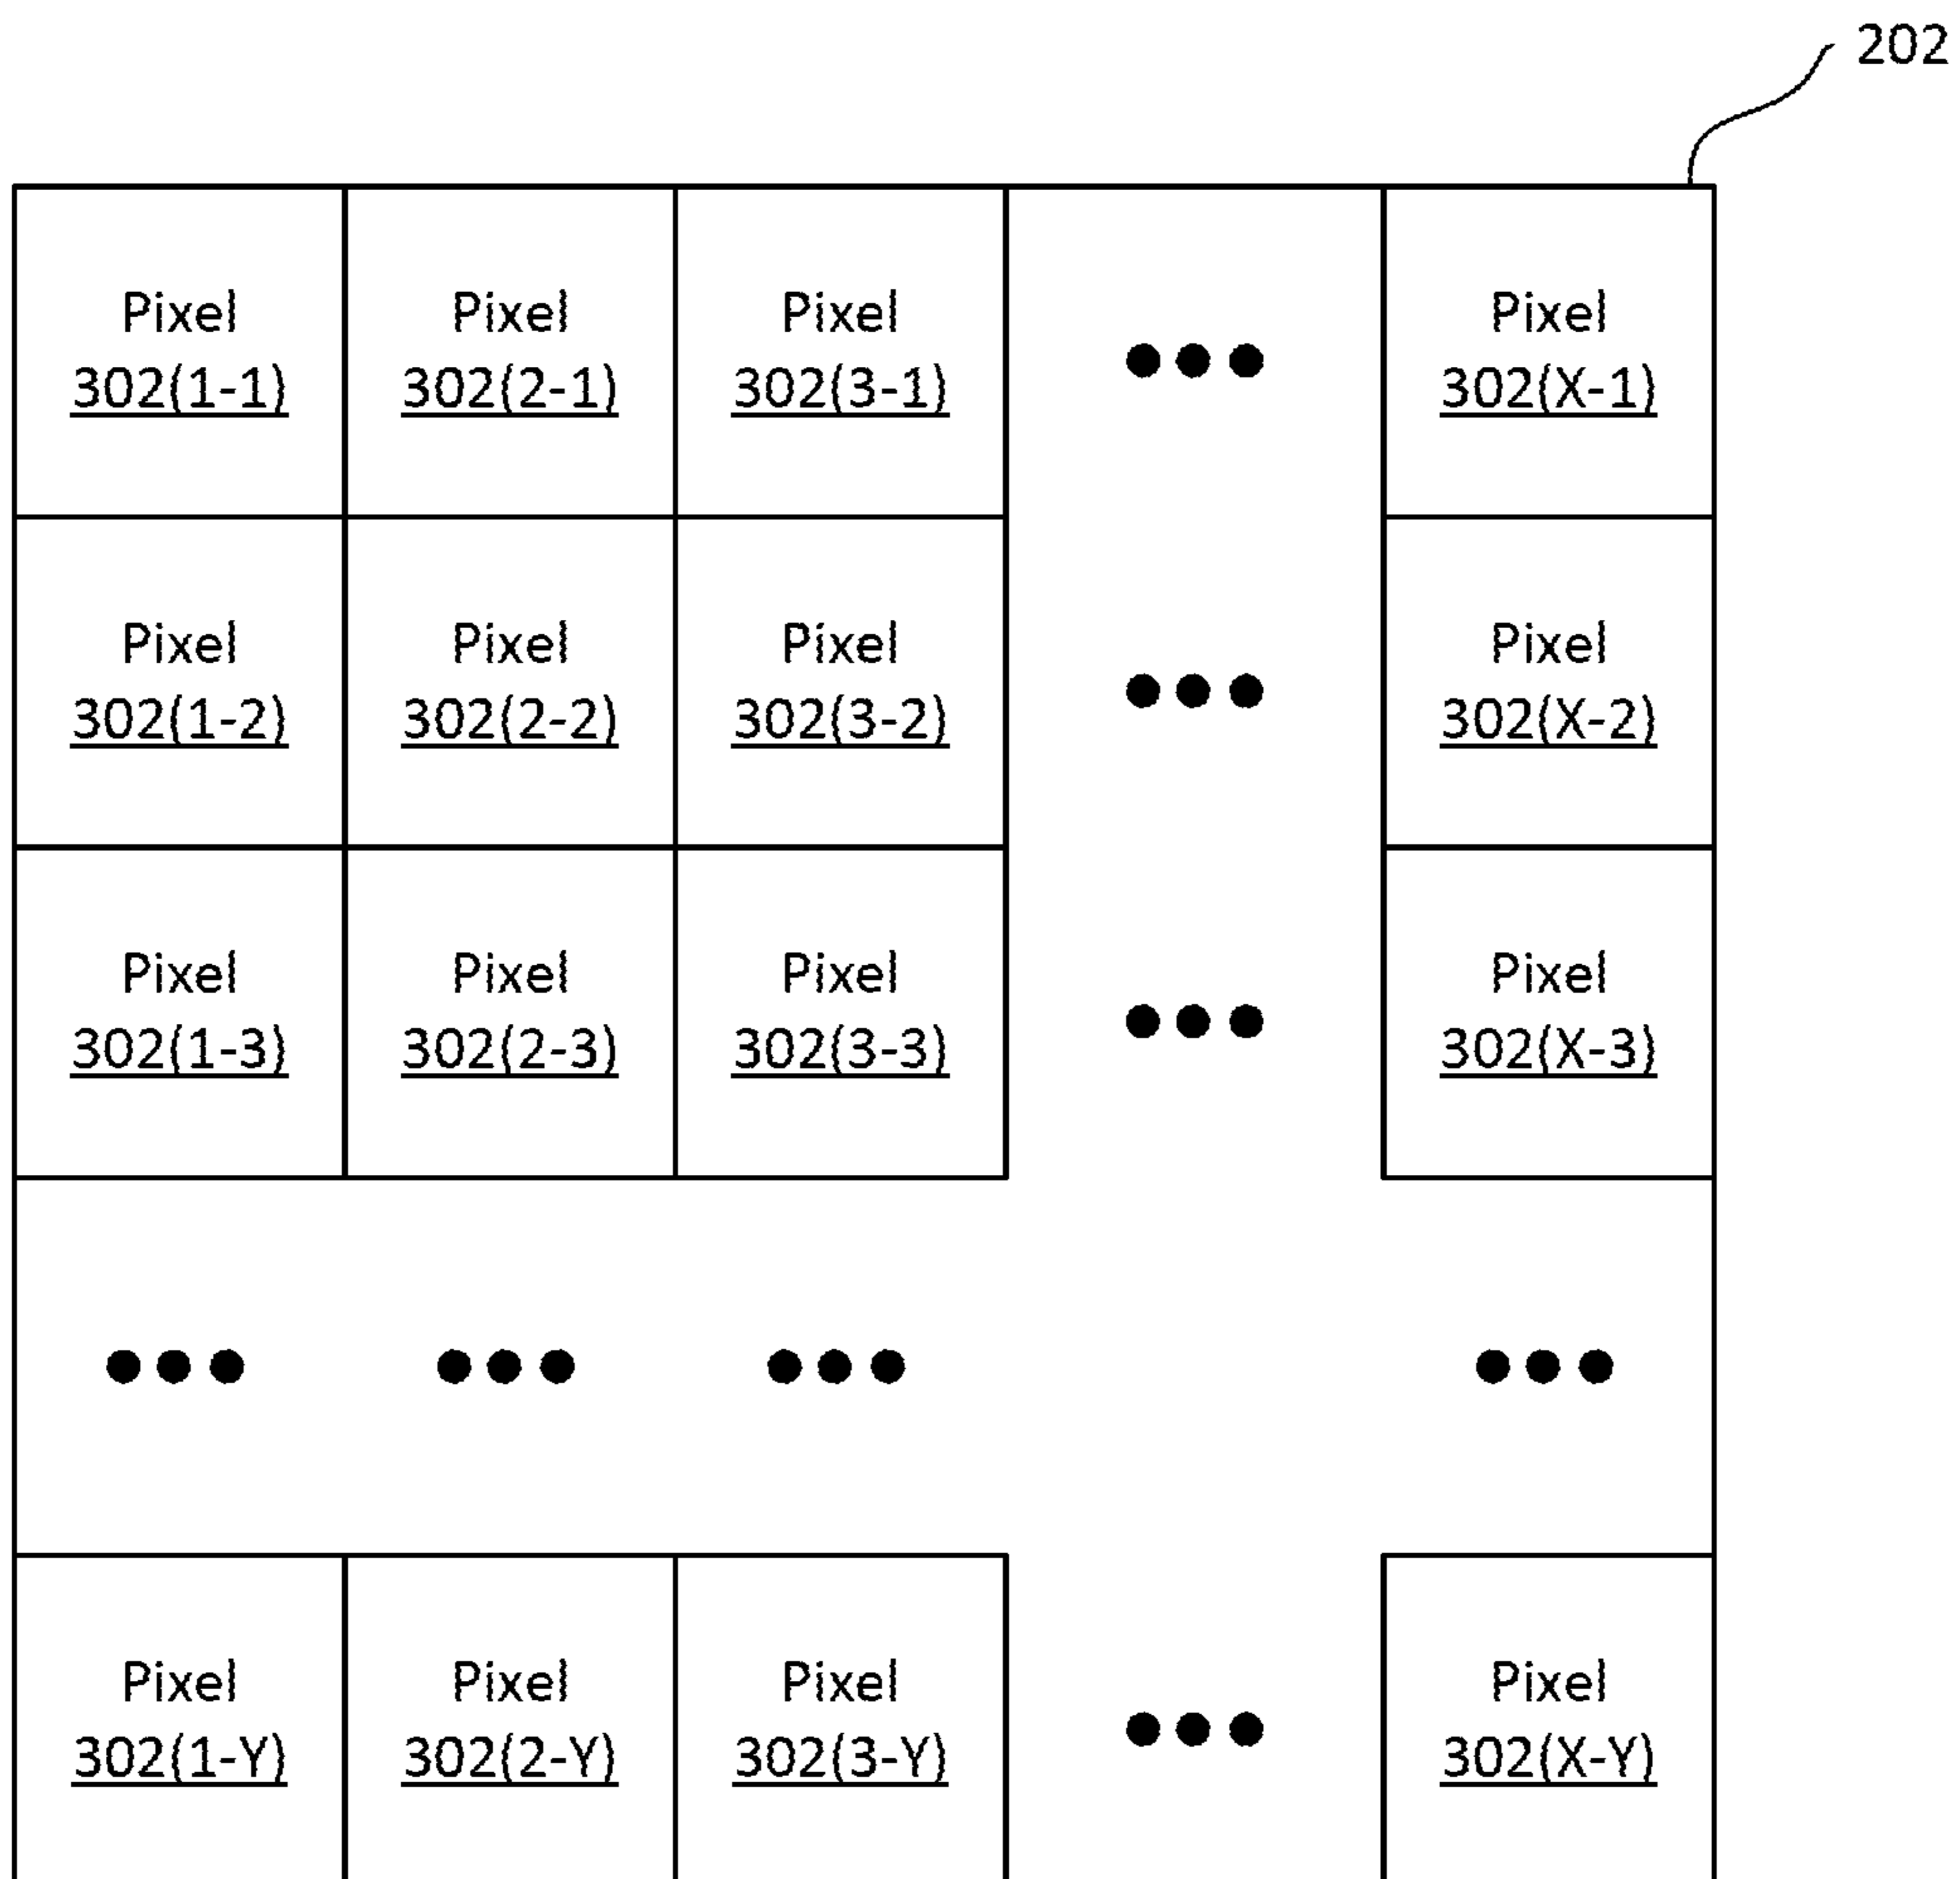 202
Pixel Pixel Pixel Pixel
302(1-1) 302(2-1) 302(3-1) ●●● 302(X-1)
Pixel Pixel Pixel Pixel
302(1-2) 302(2-2) 302(3-2) ●●● 302(X-2)
Pixel Pixel Pixel Pixel
302(1-3) 302(2-3) 302(3-3) ●●● 302(X-3)
●●● ●●● ●●● ●●●
Pixel Pixel Pixel Pixel
302(1-Y) 302(2-Y) 302(3-Y) ●●● 302(X-Y)